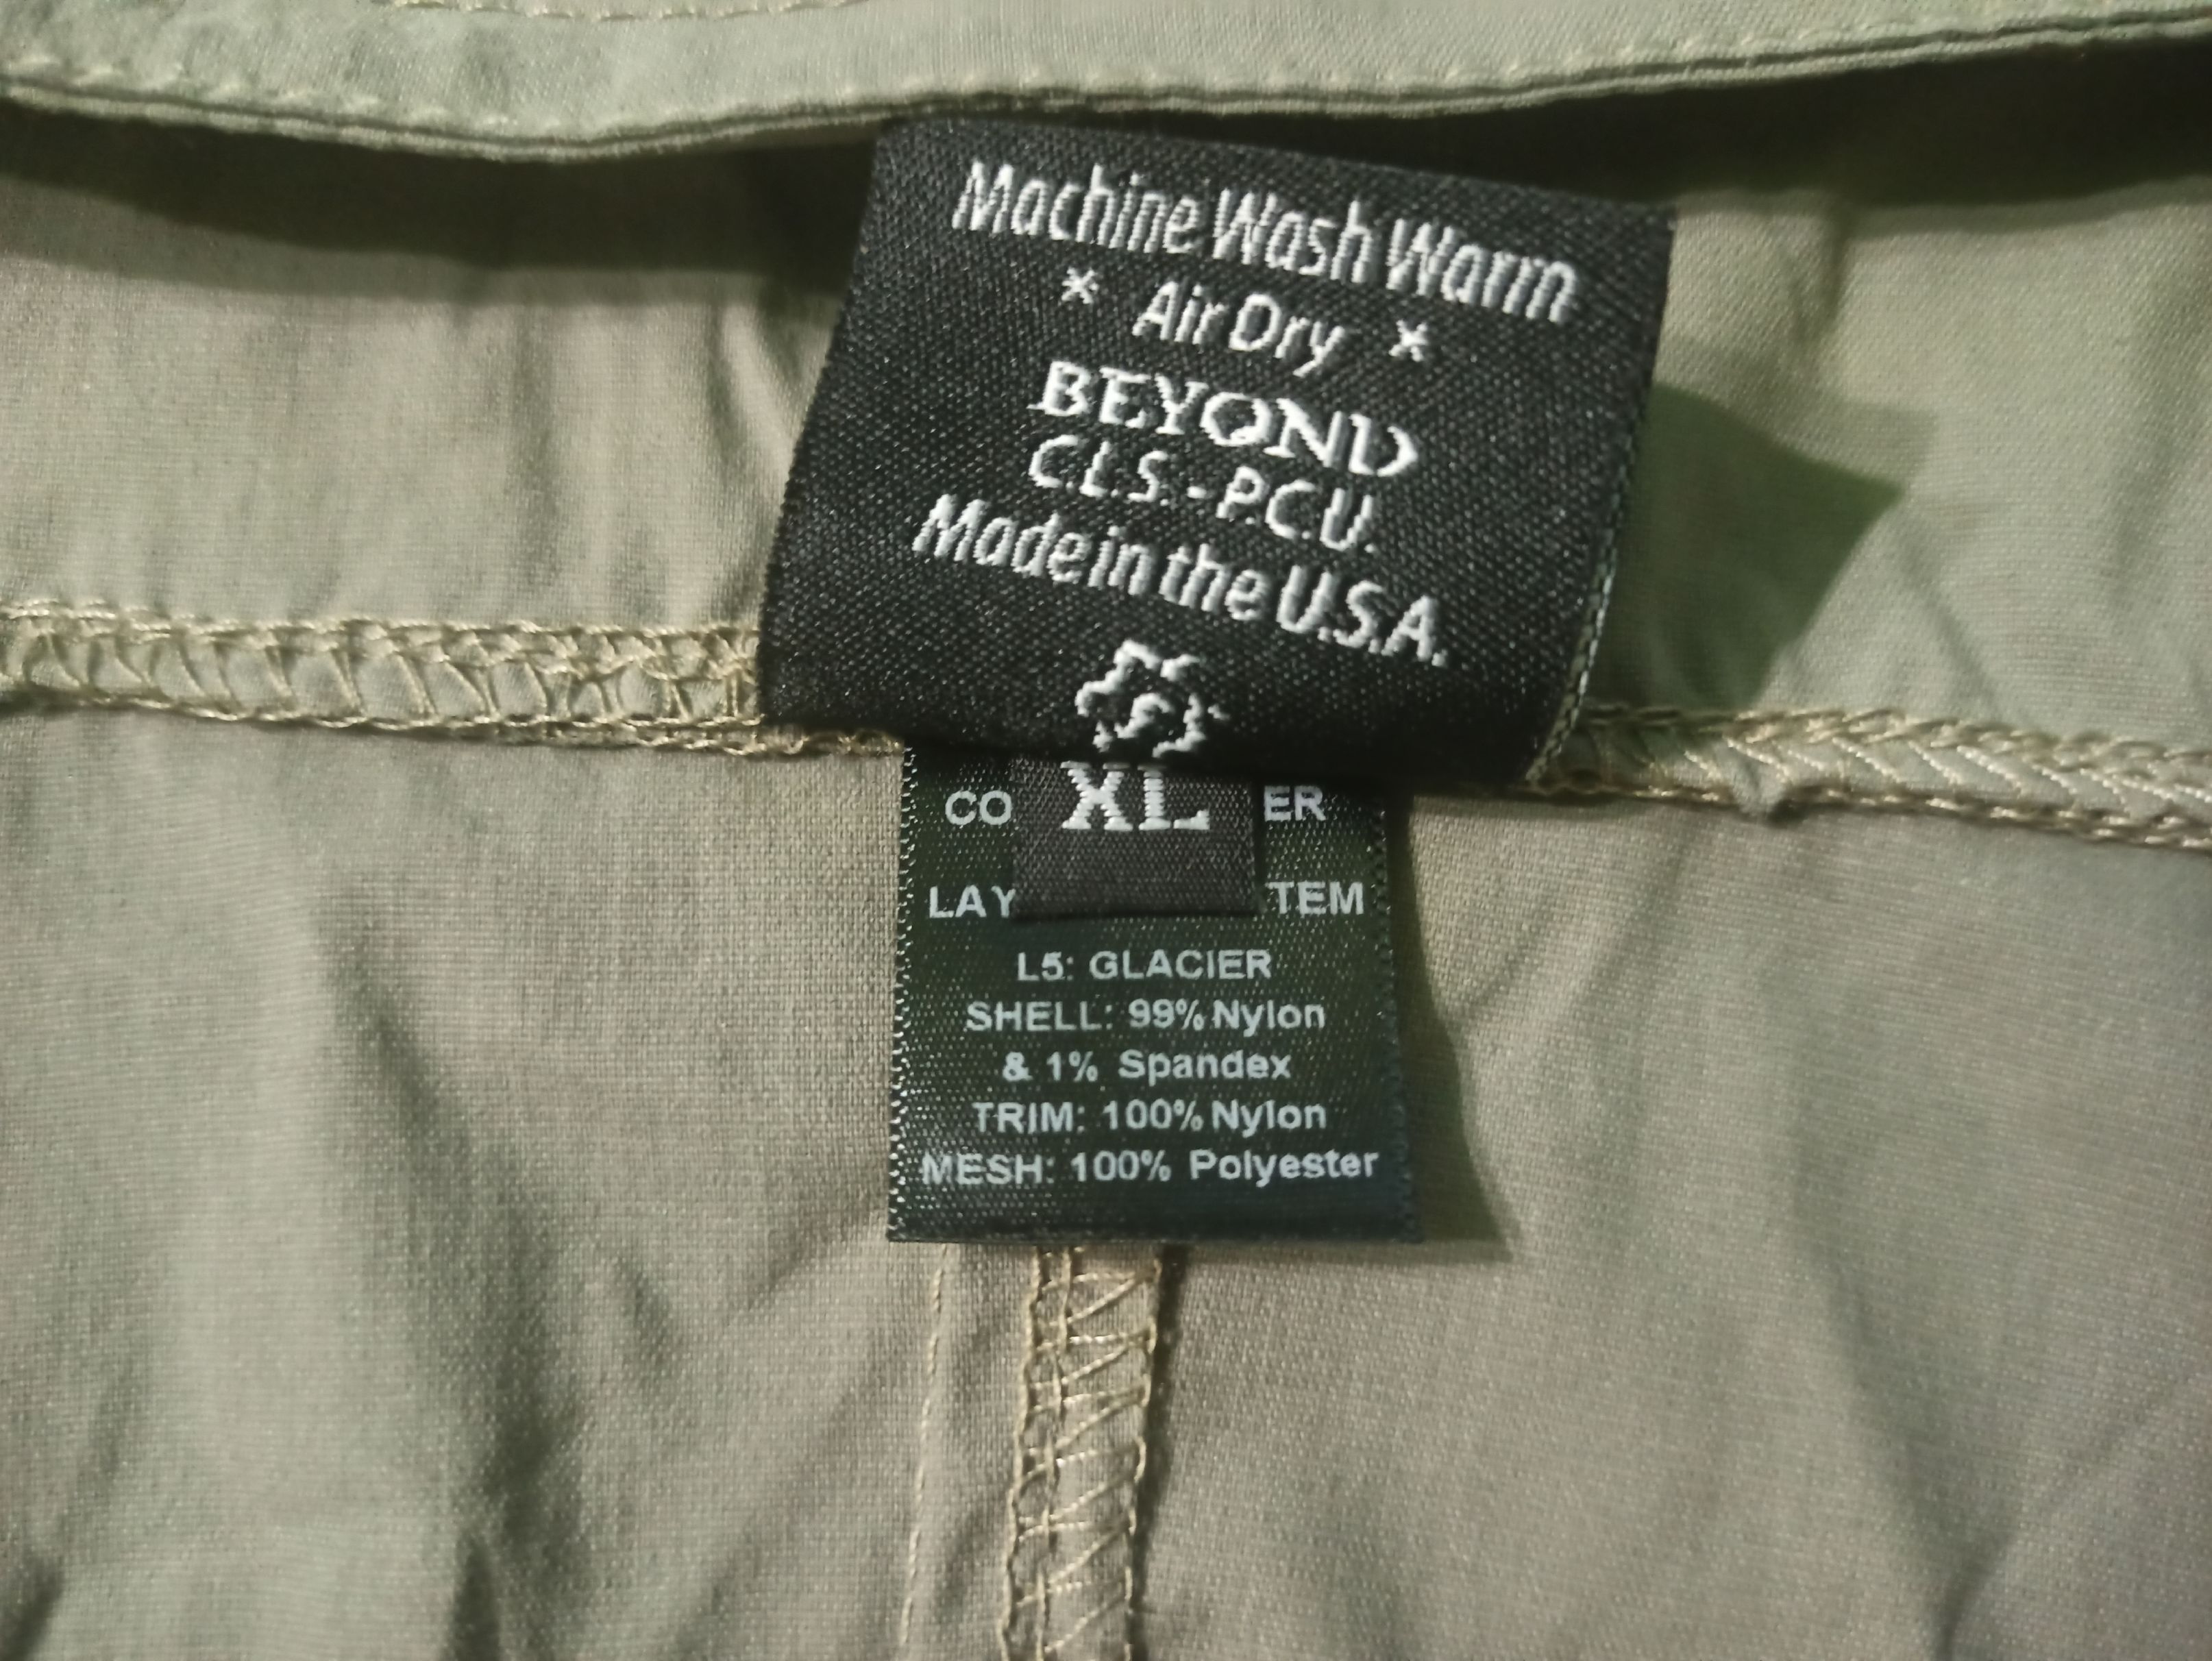 Machine Wash Warm
* Air Dry *
BEYOND
C.L.S. - P.C.U.
Made in the U.S.A.
XL
CO ER
LAY TEM
L5: GLACIER
SHELL: 99% Nylon
& 1% Spandex
TRIM: 100% Nylon
MESH: 100% Polyester